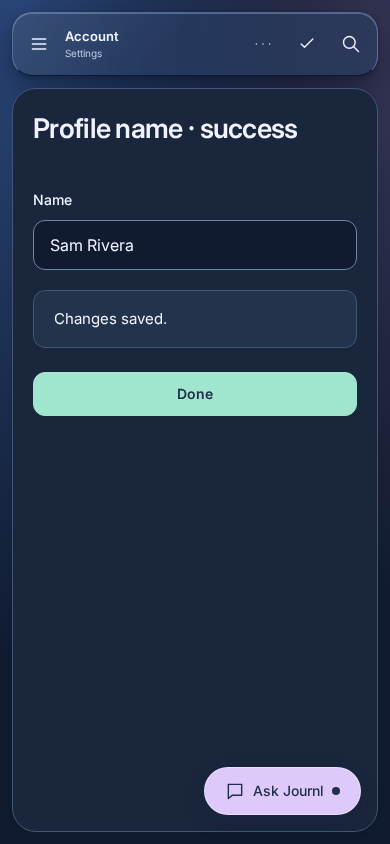 Account
Settings
Profile name · success
Name
Sam Rivera
Changes saved.
Done
Ask Journl